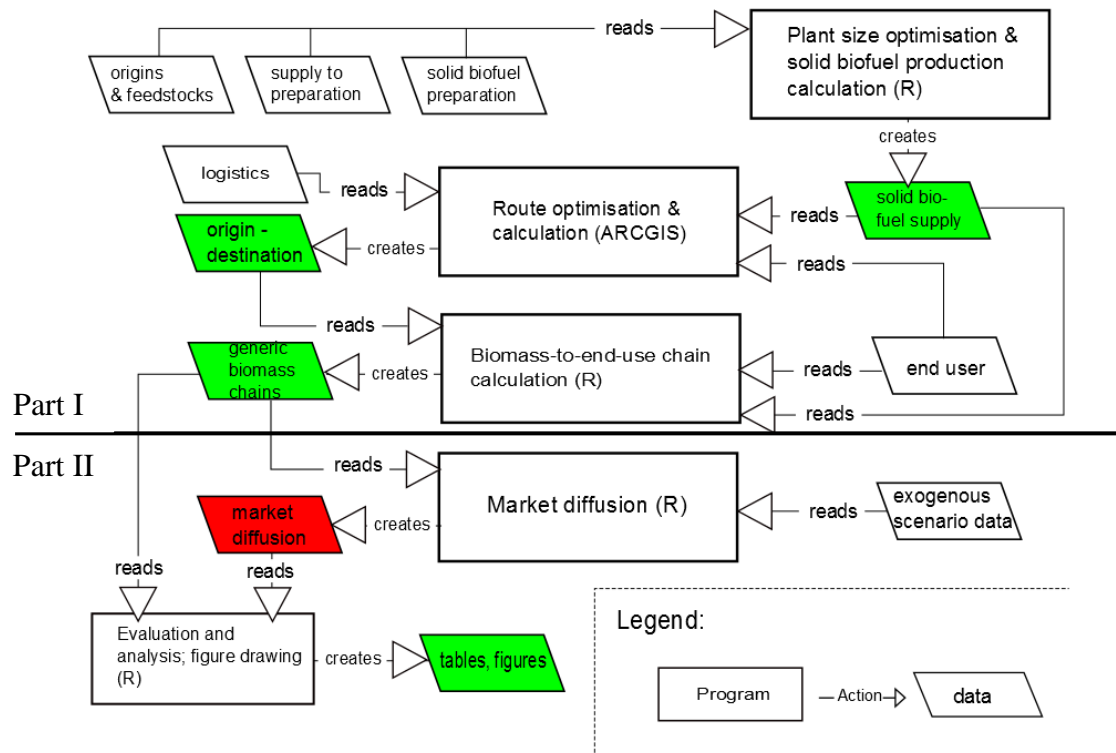 reads
Plant size optimisation &
solid biofuel production
calculation (R)
origins
& feedstocks
supply to
preparation
solid biofuel
preparation
creates
logistics
reads
Route optimisation &
calculation (ARCGIS)
reads
solid bio-
fuel supply
origin -
destination
creates
reads
reads
generic
biomass
chains
creates
Biomass-to-end-use chain
calculation (R)
reads
end user
reads
Part I
Part II
reads
market
diffusion
creates
Market diffusion (R)
reads
exogenous
scenario data
reads
reads
Evaluation and
analysis; figure drawing
(R)
creates
tables, figures
Legend:
Program
Action
data